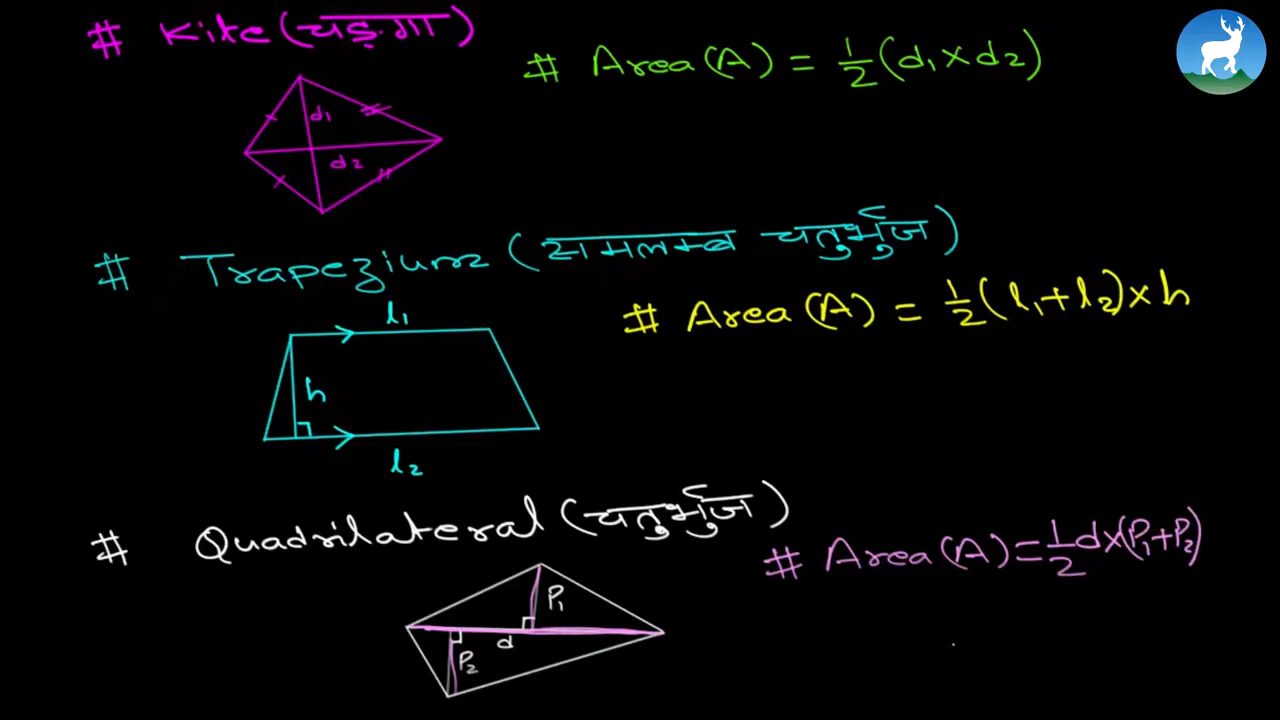 # Kite (चङ्गा)
# Area(A) = 1/2 (d1 x d2)
d1
d2
# Trapezium (समलम्ब चतुर्भुज)
# Area (A) = 1/2 (l1 + l2) x h
l1
h
l2
# Quadrilateral (चतुर्भुज)
# Area(A) = 1/2 d x (P1 + P2)
P1
d
P2